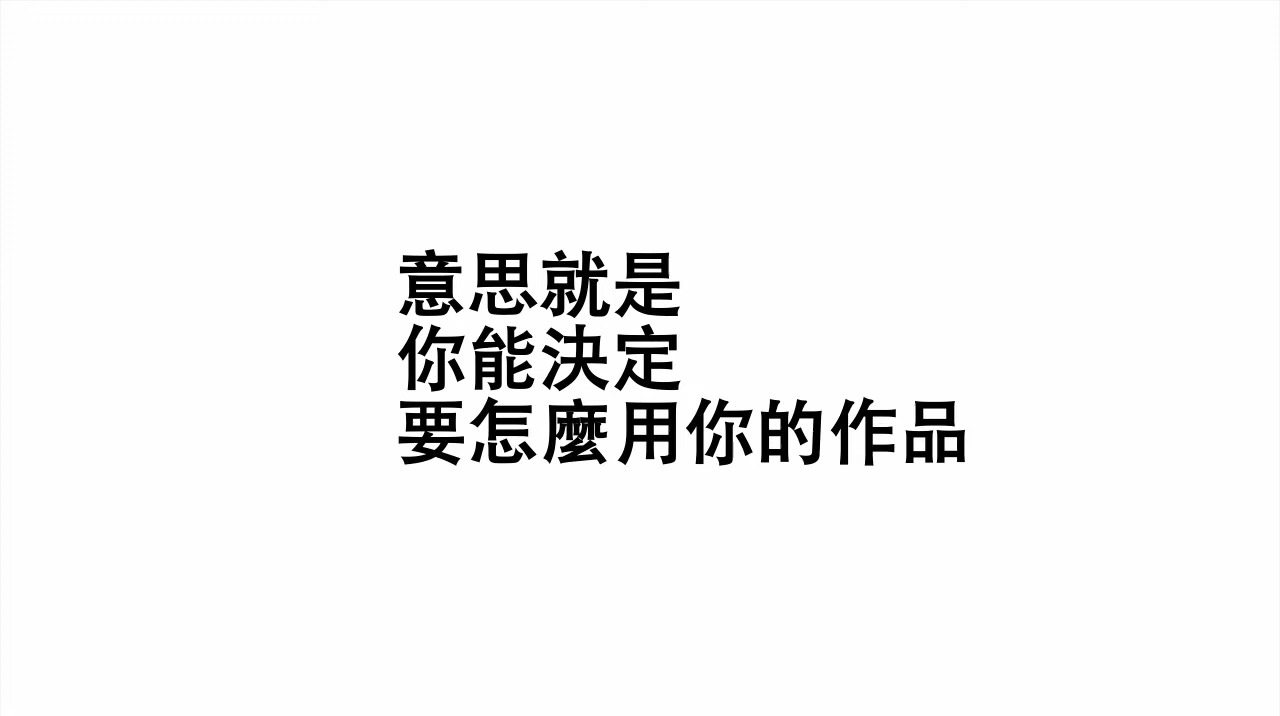 意思就是
你能決定
要怎麼用你的作品